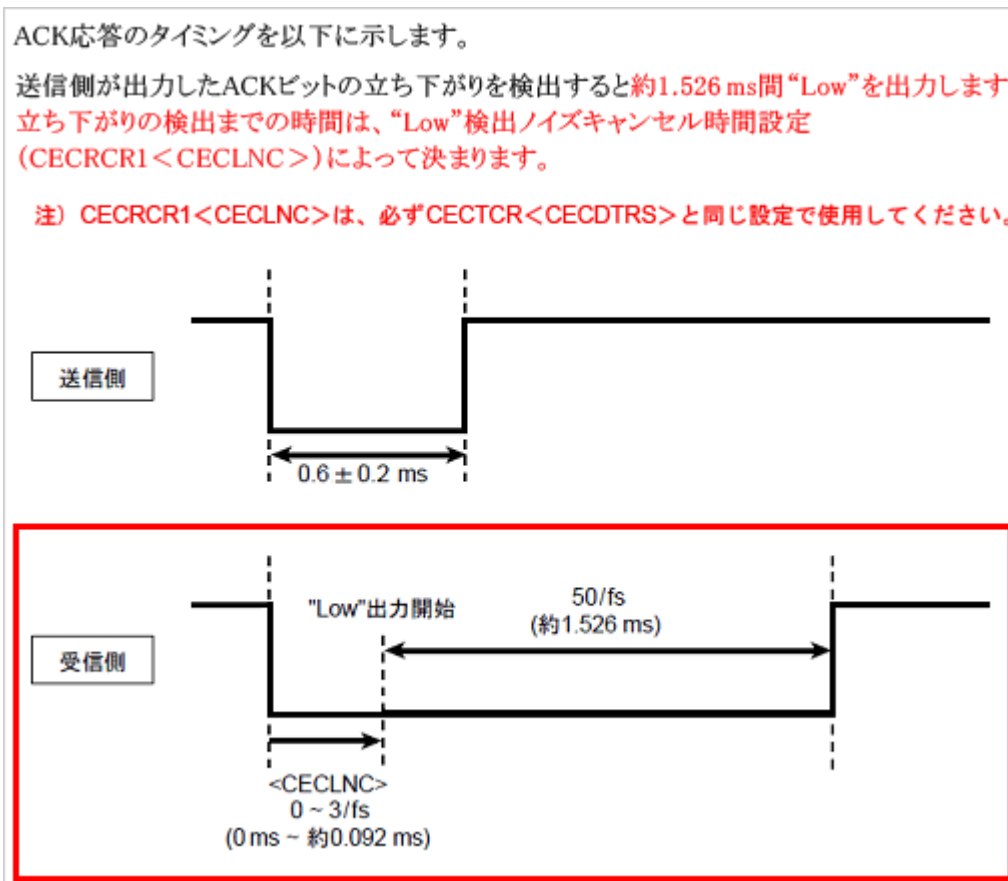 ACK応答のタイミングを以下に示します。
送信側が出力したACKビットの立ち下がりを検出すると約1.526 ms間“Low”を出力します
立ち下がりの検出までの時間は、“Low”検出ノイズキャンセル時間設定
(CECRCR1<CECLNC>)によって決まります。
注) CECRCR1<CECLNC>は、必ずCECTCR<CECDTRS>と同じ設定で使用してください。
送信側
0.6 ± 0.2 ms
"Low"出力開始
50/fs
(約1.526 ms)
受信側
<CECLNC>
0 ~ 3/fs
(0 ms ~ 約0.092 ms)